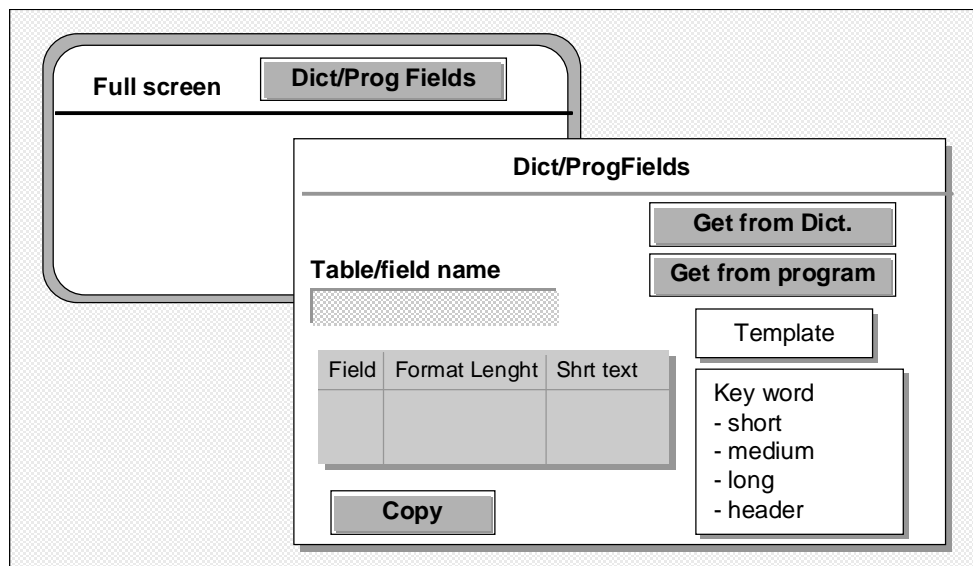 Full screen
Dict/Prog Fields
Dict/ProgFields
Get from Dict.
Table/field name
Get from program
Template
Field Format Lenght Shrt text
Key word
- short
- medium
- long
- header
Copy